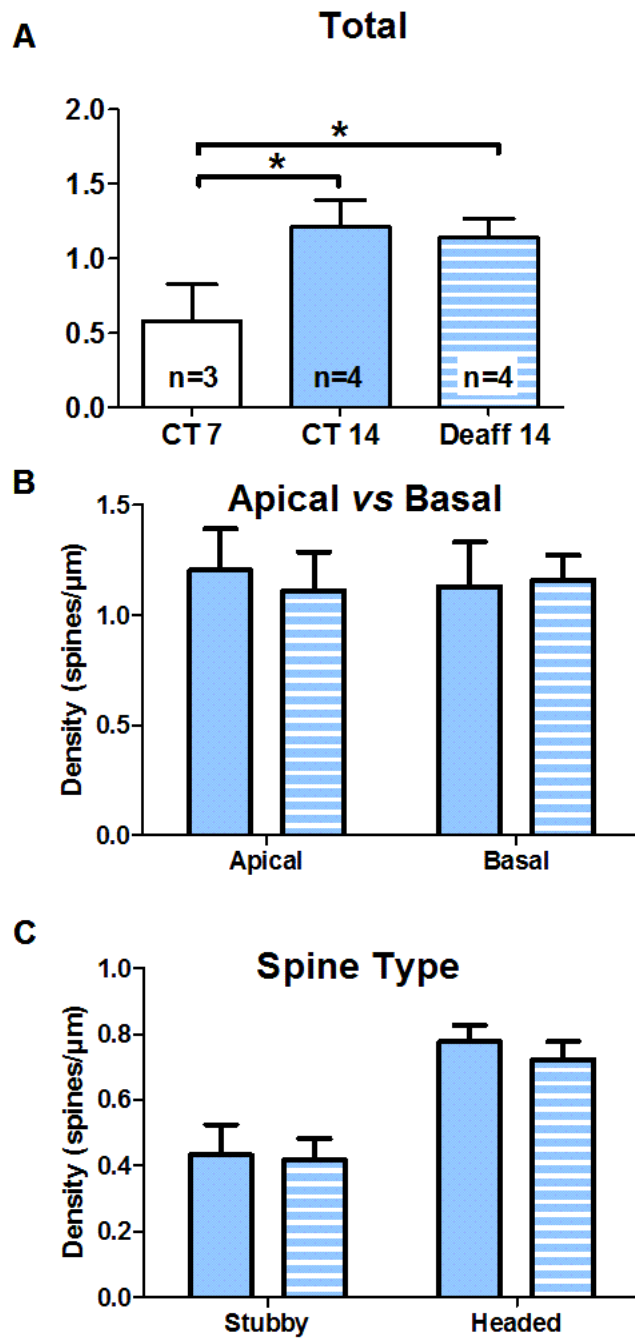 A
Total
2.0
1.5
1.0
0.5
0.0
*
*
n=3
n=4
n=4
CT 7
CT 14
Deaff 14
B
Apical vs Basal
Density (spines/µm)
1.5
1.0
0.5
0.0
Apical
Basal
C
Spine Type
Density (spines/µm)
1.0
0.8
0.6
0.4
0.2
0.0
Stubby
Headed